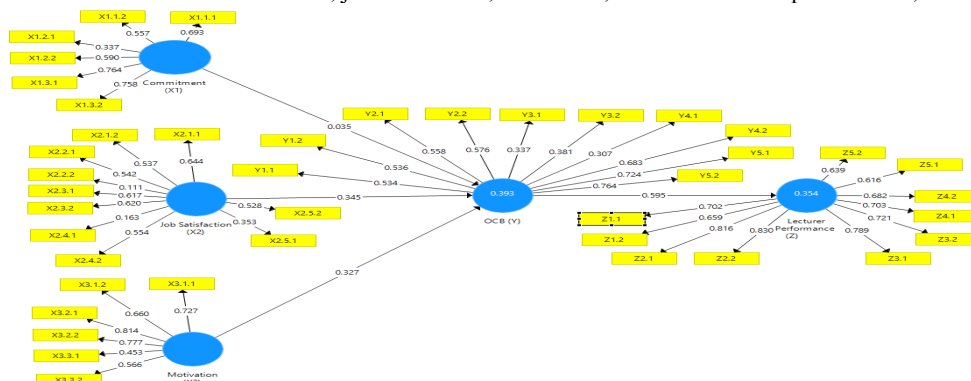 X1.1.2
X1.1.1
X1.2.1
0.557
0.693
0.337
X1.2.2
0.590
0.764
X1.3.1
0.758
Commitment
(X1)
X1.3.2
X2.1.2
X2.1.1
X2.2.1
0.537
0.644
X2.2.2
0.542
0.111
X2.3.1
0.617
X2.3.2
0.620
0.163
0.528
X2.5.2
0.353
X2.4.1
0.554
Job Satisfaction
(X2)
X2.5.1
X2.4.2
X3.1.2
X3.1.1
0.660
0.727
X3.2.1
0.814
X3.2.2
0.777
X3.3.1
0.453
0.566
X3.3.2
Motivation
0.035
0.345
0.327
Y2.1
Y2.2
Y3.1
Y3.2
Y4.1
Y1.2
Y4.2
Y1.1
Y5.1
Y5.2
0.558
0.576
0.337
0.381
0.307
0.536
0.683
0.534
0.724
0.764
0.393
OCB (Y)
0.595
0.354
Lecturer
Performance
(Z)
Z5.2
0.639
Z5.1
0.616
Z4.2
0.682
0.703
Z4.1
0.721
Z3.2
0.789
Z3.1
Z1.1
0.702
Z1.2
0.659
0.816
Z2.1
0.830
Z2.2